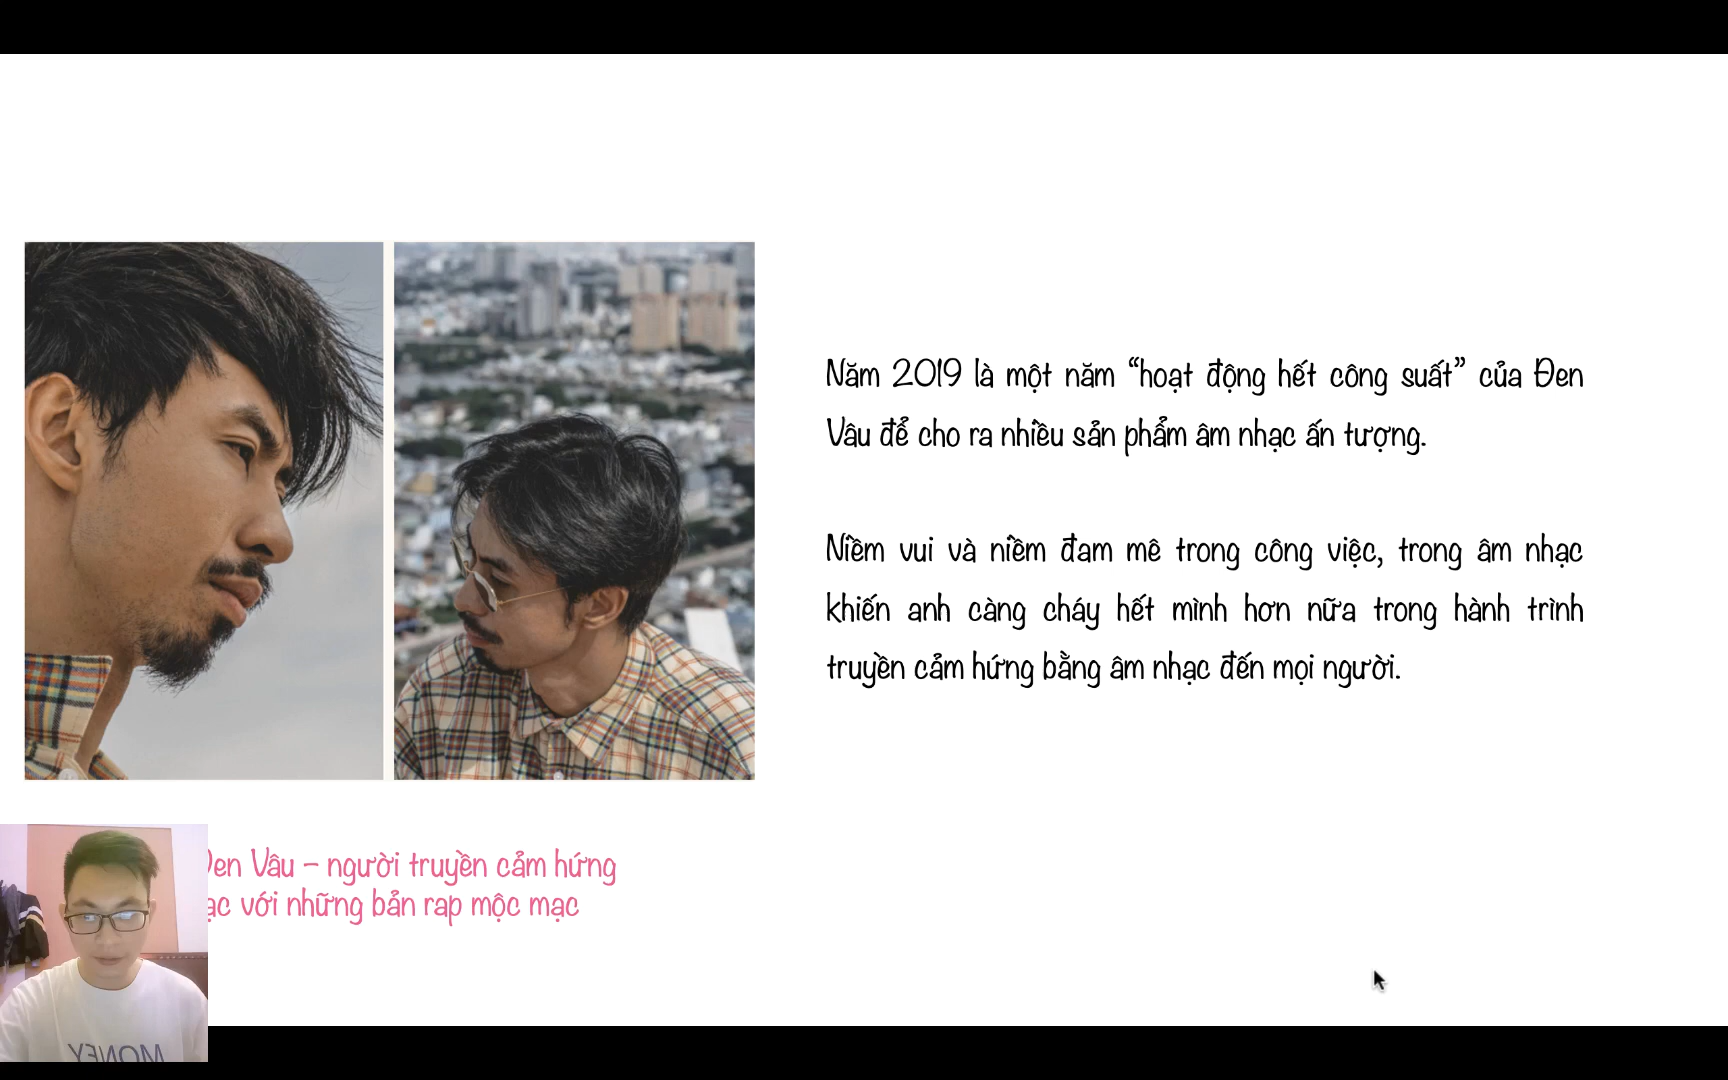 Năm 2019 là một năm “hoạt động hết công suất” của Đen
Vâu để cho ra nhiều sản phẩm âm nhạc ấn tượng.
Niềm vui và niềm đam mê trong công việc, trong âm nhạc
khiến anh càng cháy hết mình hơn nữa trong hành trình
truyền cảm hứng bằng âm nhạc đến mọi người.
Đen Vâu – người truyền cảm hứng
với những bản rap mộc mạc
MONEY